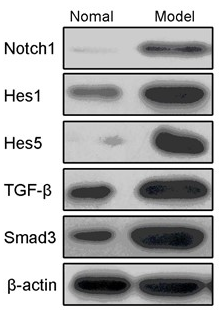 Nomal Model
Notch1
Hes1
Hes5
TGF-β
Smad3
β-actin